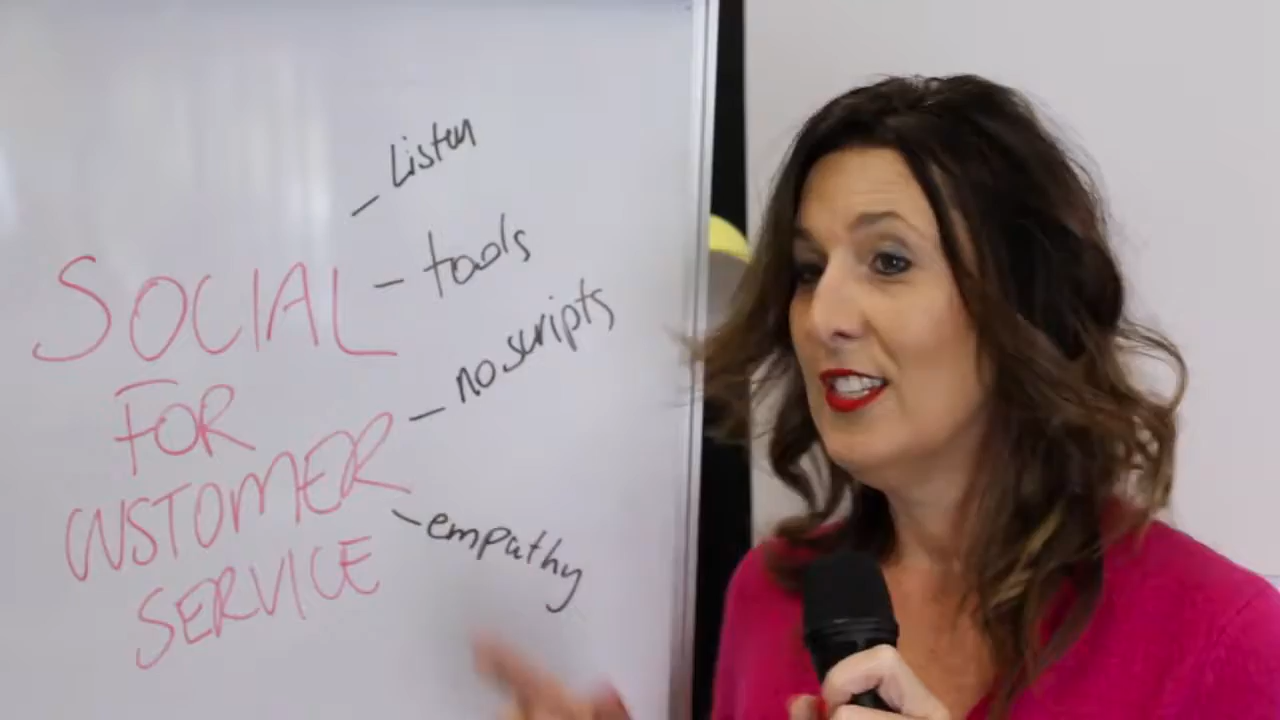 SOCIAL
FOR
CUSTOMER
SERVICE
- Listen
- tools
- no scripts
- empathy